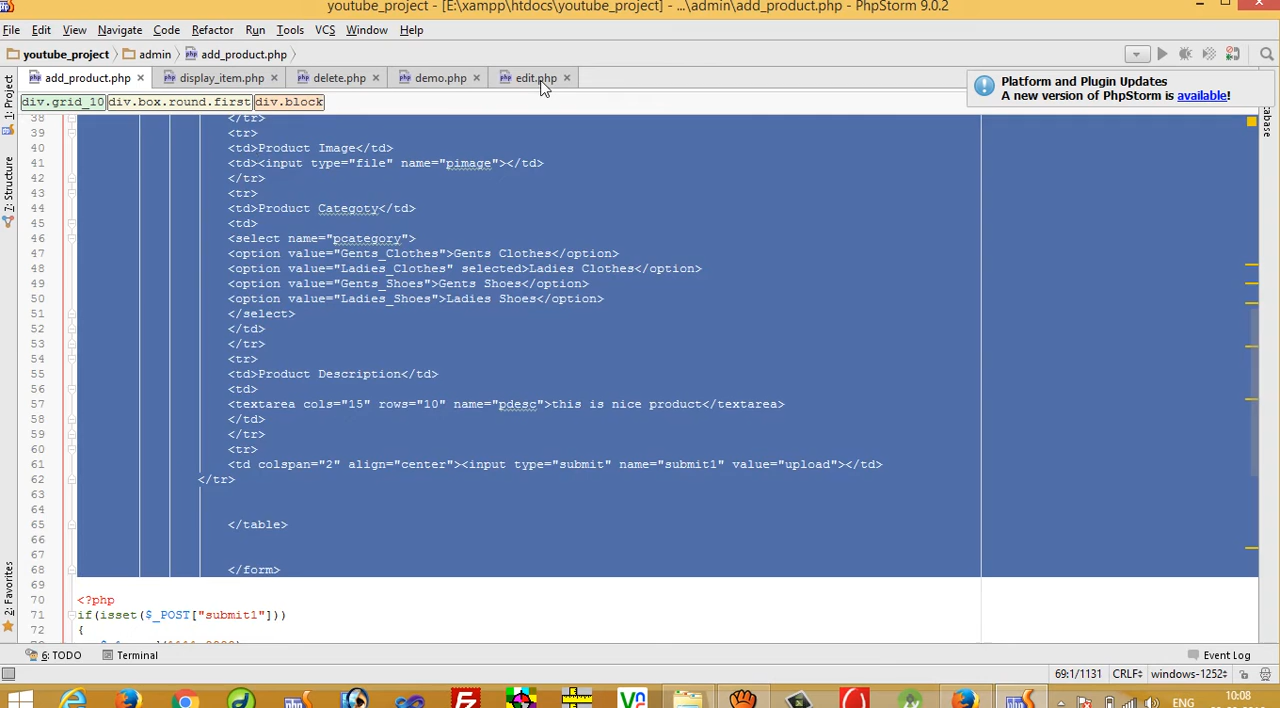 youtube_project - [E:\xampp\htdocs\youtube_project] - ...\admin\add_product.php - PhpStorm 9.0.2
File Edit View Navigate Code Refactor Run Tools VCS Window Help
youtube_project admin add_product.php
add_product.php display_item.php delete.php demo.php edit.php
Platform and Plugin Updates
A new version of PhpStorm is available!
div.grid_10 div.box.round.first div.block
1: Project
7: Structure
2: Favorites
38 </tr>
39 <tr>
40 <td>Product Image</td>
41 <td><input type="file" name="pimage"></td>
42 </tr>
43 <tr>
44 <td>Product Categoty</td>
45 <td>
46 <select name="pcategory">
47 <option value="Gents_Clothes">Gents Clothes</option>
48 <option value="Ladies_Clothes" selected>Ladies Clothes</option>
49 <option value="Gents_Shoes">Gents Shoes</option>
50 <option value="Ladies_Shoes">Ladies Shoes</option>
51 </select>
52 </td>
53 </tr>
54 <tr>
55 <td>Product Description</td>
56 <td>
57 <textarea cols="15" rows="10" name="pdesc">this is nice product</textarea>
58 </td>
59 </tr>
60 <tr>
61 <td colspan="2" align="center"><input type="submit" name="submit1" value="upload"></td>
62 </tr>
63
64
65 </table>
66
67
68 </form>
69
70 <?php
71 if(isset($_POST["submit1"]))
72 {
6: TODO Terminal Event Log
69:1/1131 CRLF windows-1252
ENG 10:08